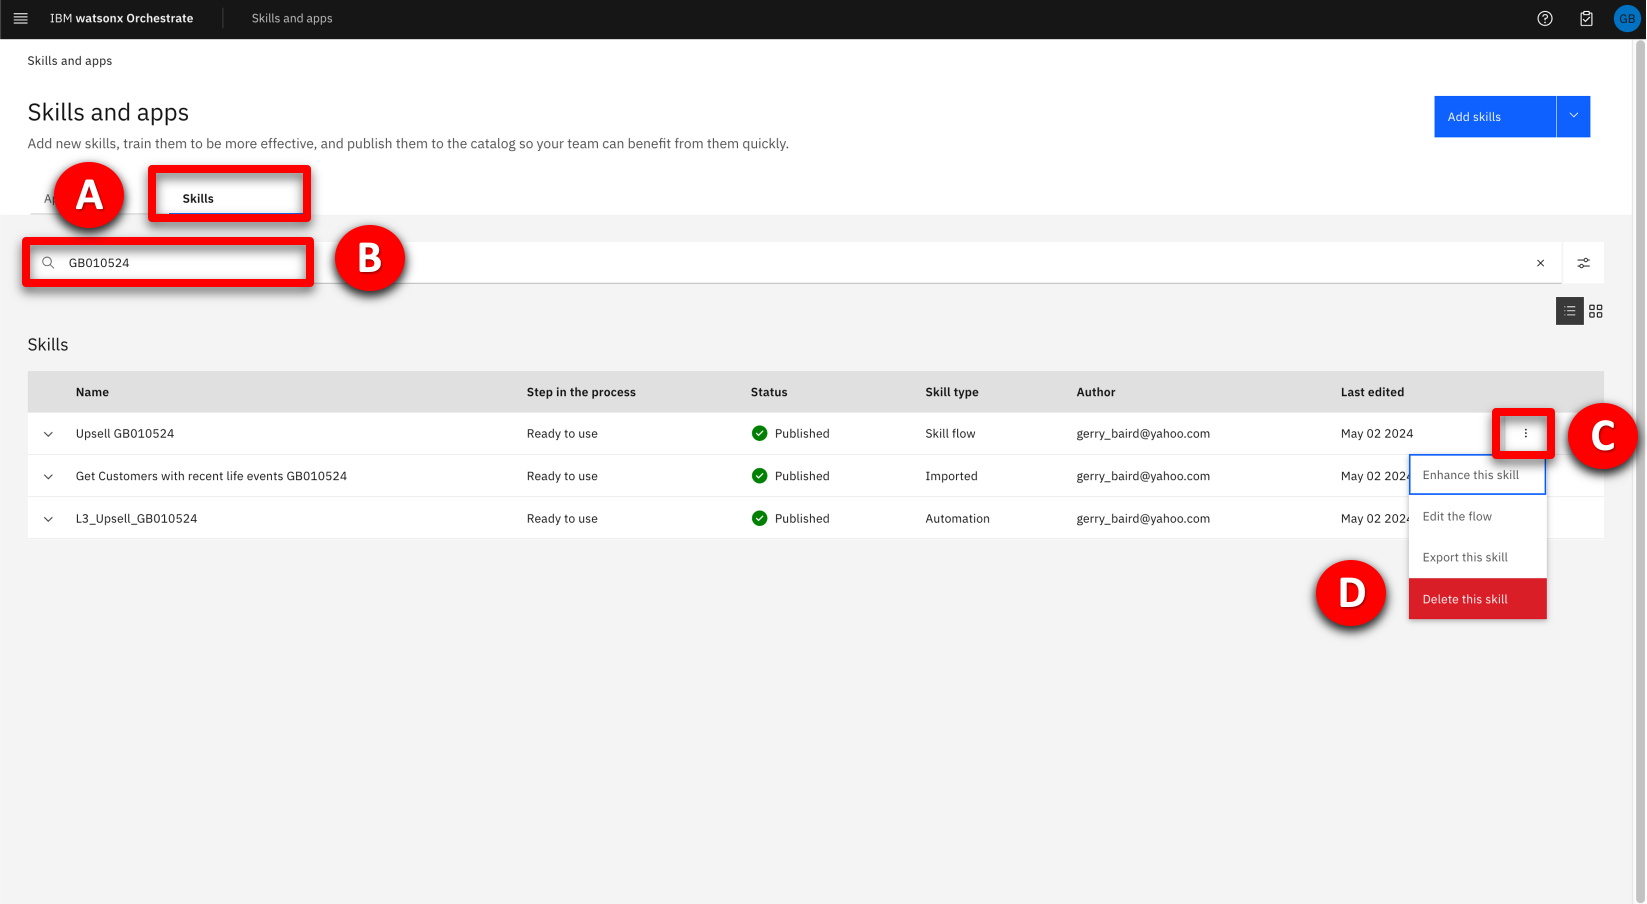 IBM watsonx Orchestrate Skills and apps GB
Skills and apps
Skills and apps
Add skills
Add new skills, train them to be more effective, and publish them to the catalog so your team can benefit from them quickly.
A Skills
GB010524 B
Skills
Name Step in the process Status Skill type Author Last edited
Upsell GB010524 Ready to use Published Skill flow gerry_baird@yahoo.com May 02 2024 C
Get Customers with recent life events GB010524 Ready to use Published Imported gerry_baird@yahoo.com May 02 2024 Enhance this skill
L3_Upsell_GB010524 Ready to use Published Automation gerry_baird@yahoo.com May 02 2024 Edit the flow
Export this skill
D Delete this skill